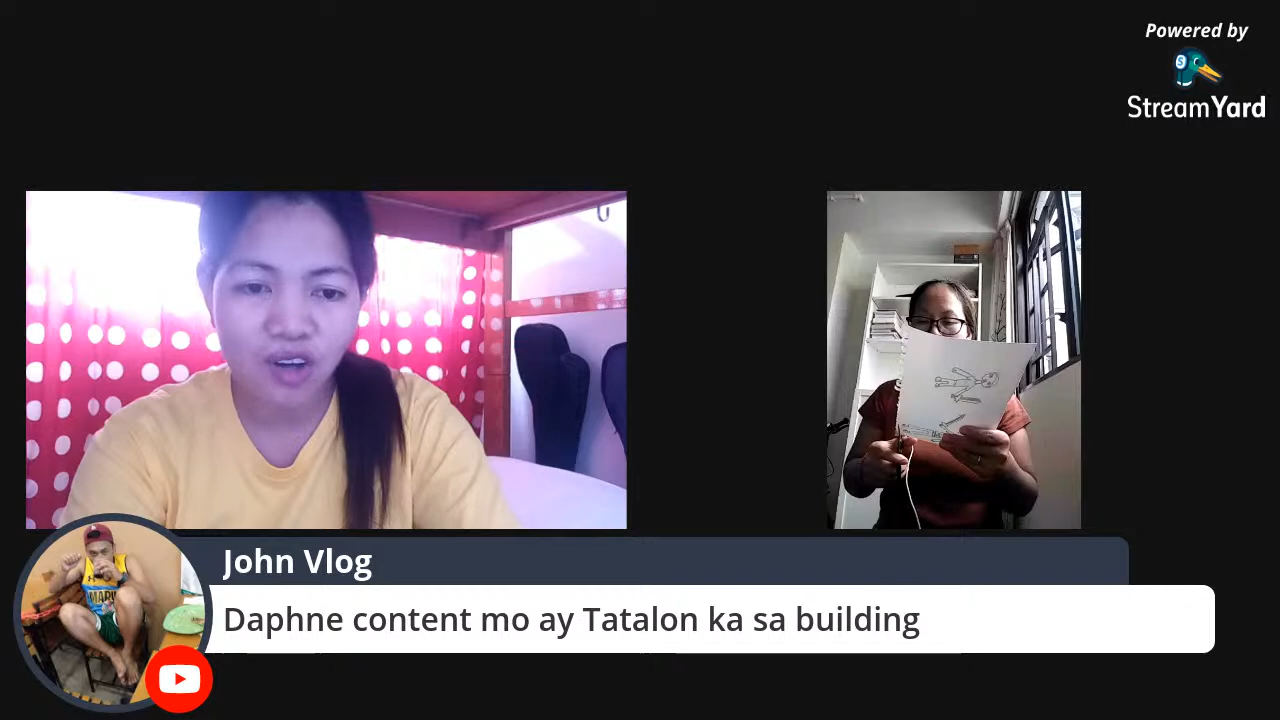 Powered by
StreamYard
John Vlog
Daphne content mo ay Tatalon ka sa building